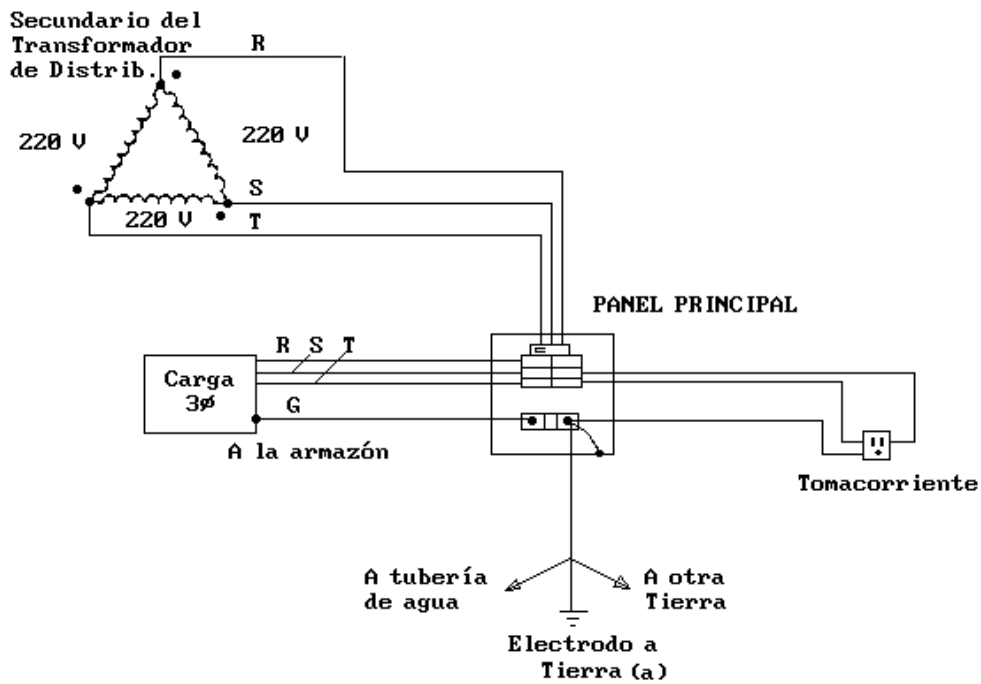 Secundario del
Transformador
de Distrib.
R
220 V
220 V
S
220 V
T
PANEL PRINCIPAL
R S T
Carga
3ø
G
A la armazón
Tomacorriente
A tubería
de agua
A otra
Tierra
Electrodo a
Tierra (a)